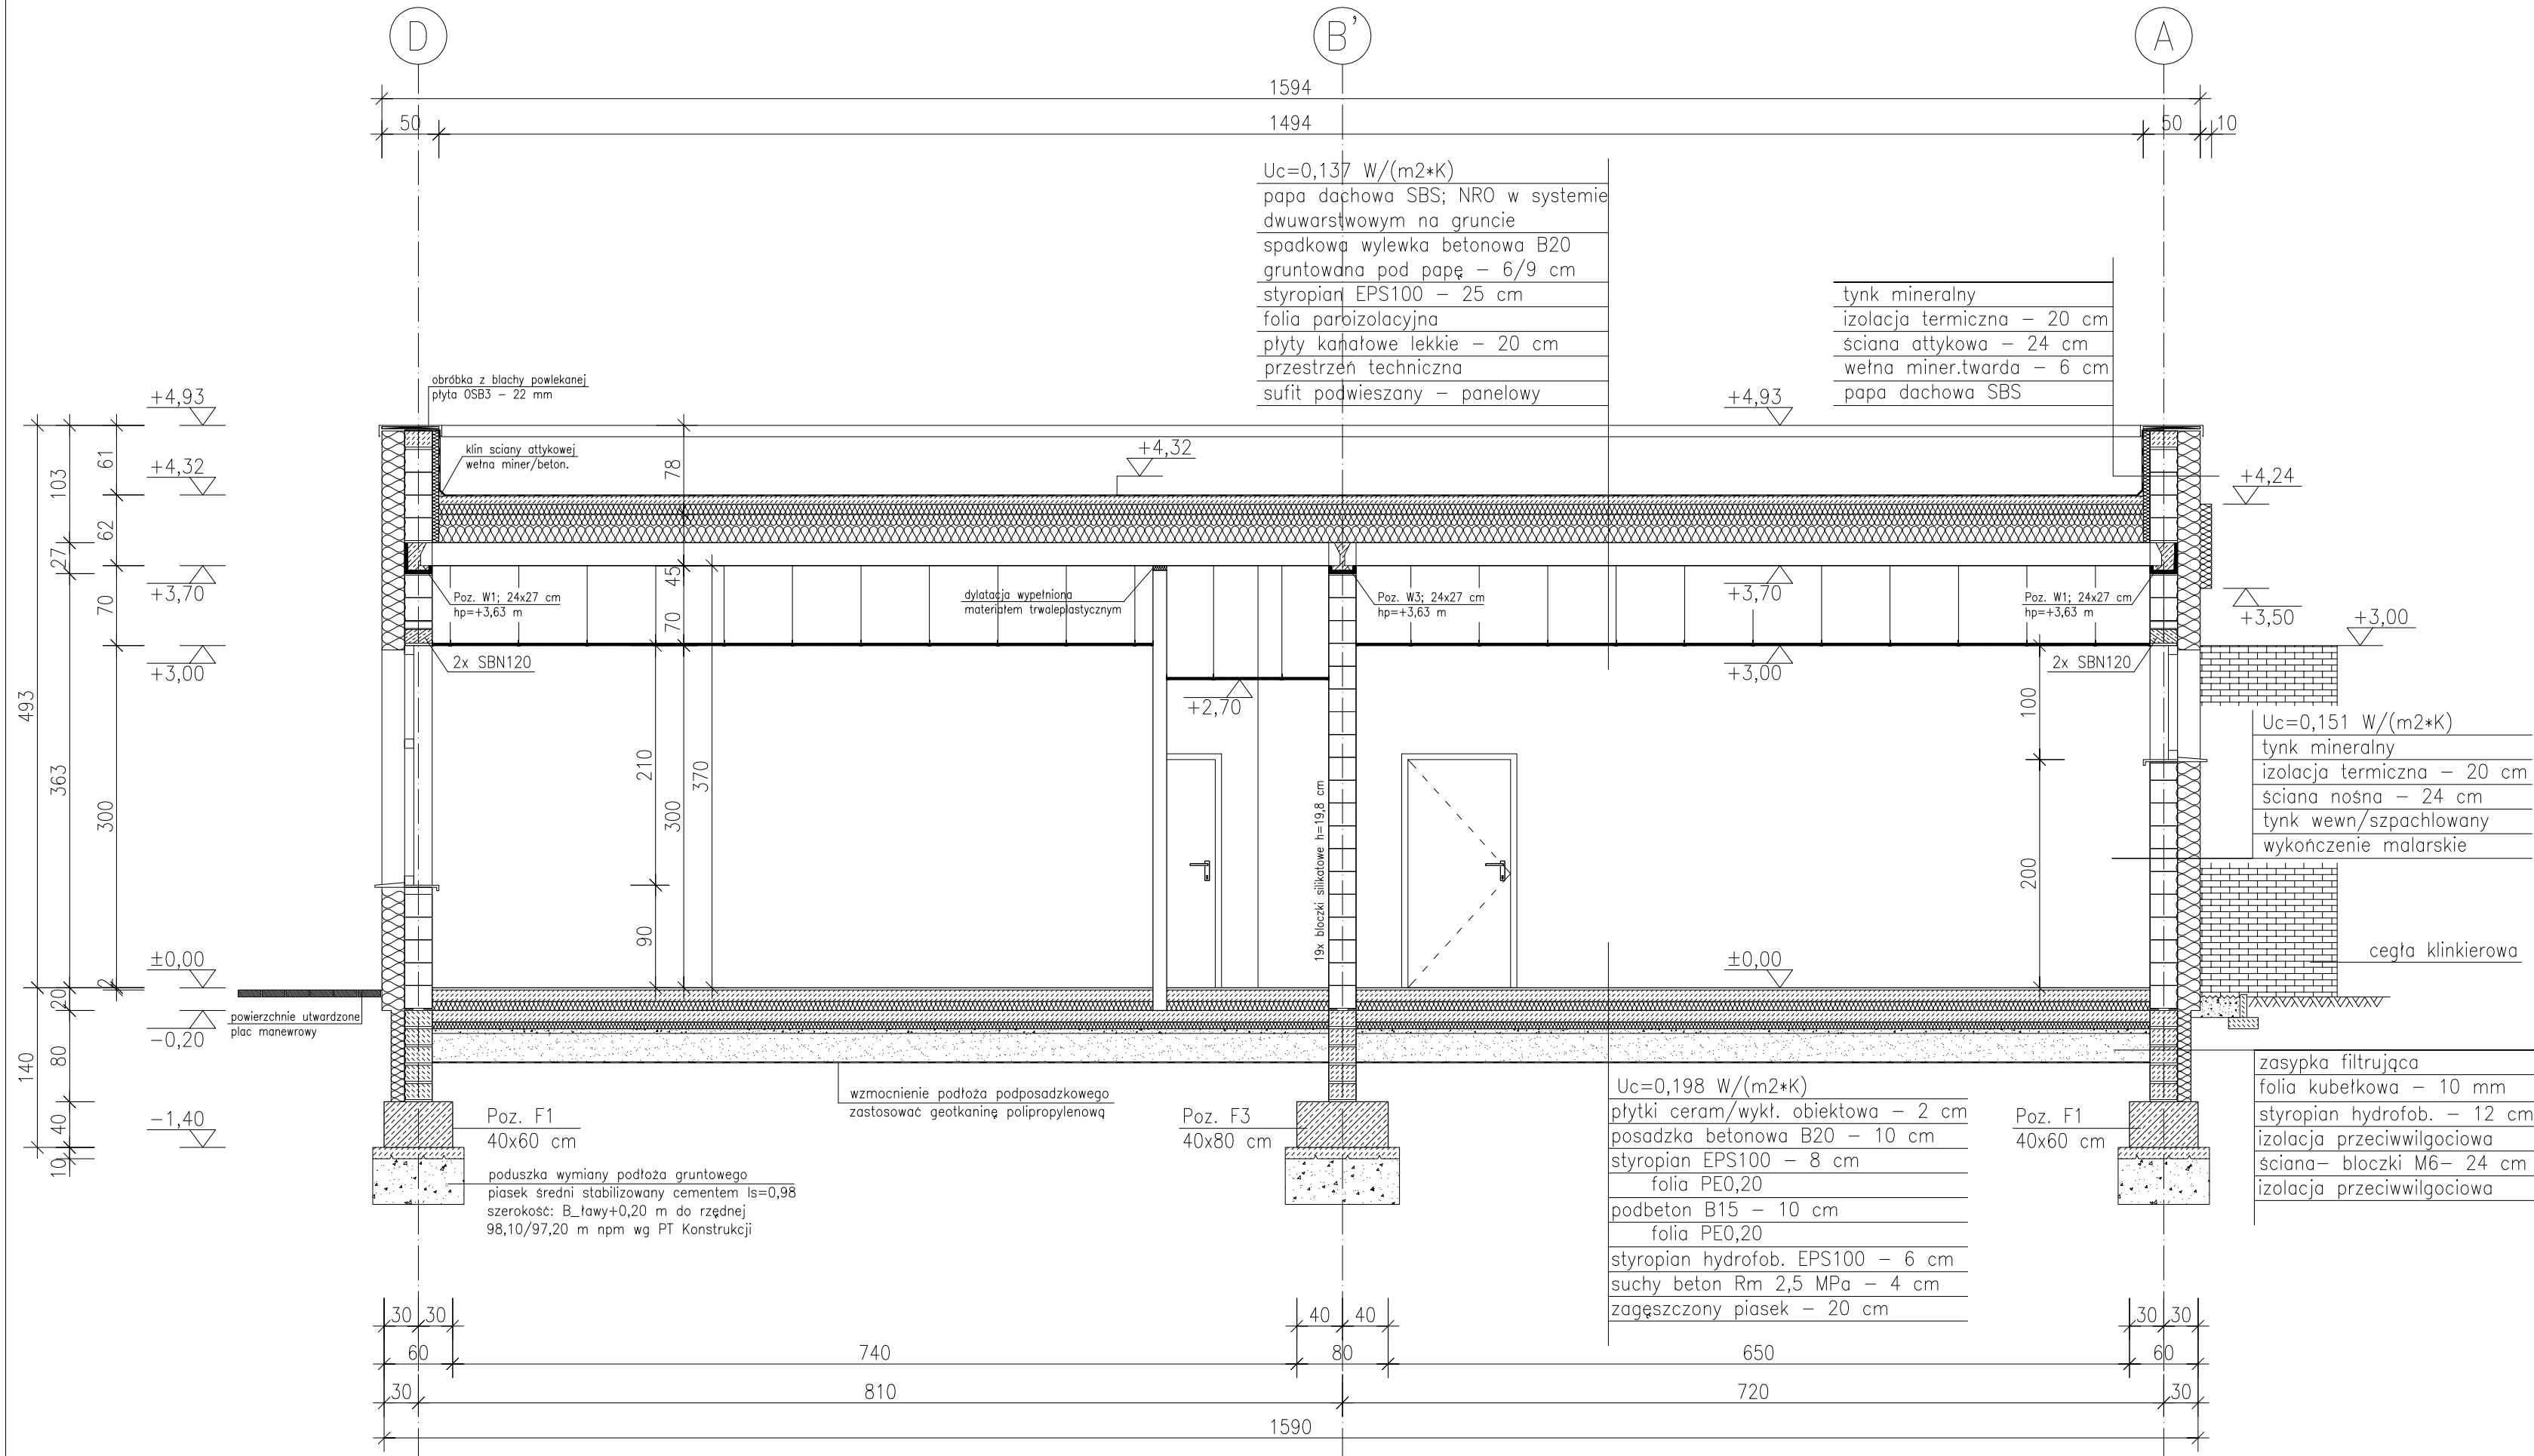 D
B'
A
1594
50
1494
50
10
Uc=0,137 W/(m2*K)
papa dachowa SBS; NRO w systemie
dwuwarstwowym na gruncie
spadkowa wylewka betonowa B20
gruntowana pod papę – 6/9 cm
styropian EPS100 – 25 cm
folia paroizolacyjna
płyty kanałowe lekkie – 20 cm
przestrzeń techniczna
sufit podwieszany – panelowy
tynk mineralny
izolacja termiczna – 20 cm
ściana attykowa – 24 cm
wełna miner.twarda – 6 cm
papa dachowa SBS
obróbka z blachy powlekanej
płyta OSB3 – 22 mm
klin sciany attykowej
wełna miner/beton.
+4,93
+4,32
+3,70
+3,00
±0,00
-0,20
-1,40
493
140
103
27
363
20
80
40
10
61
62
70
300
2
+4,93
+4,32
78
45
70
+4,24
+3,50
+3,00
Poz. W1; 24x27 cm
hp=+3,63 m
dylatacja wypełniona
materiałem trwaleplastycznym
Poz. W3; 24x27 cm
hp=+3,63 m
+3,70
Poz. W1; 24x27 cm
hp=+3,63 m
2x SBN120
+3,00
2x SBN120
+2,70
210
90
300
370
100
200
19x bloczki silikatowe h=19,8 cm
±0,00
Uc=0,151 W/(m2*K)
tynk mineralny
izolacja termiczna – 20 cm
ściana nośna – 24 cm
tynk wewn/szpachlowany
wykończenie malarskie
cegła klinkierowa
powierzchnie utwardzone
plac manewrowy
wzmocnienie podłoża podposadzkowego
zastosować geotkaninę polipropylenową
Poz. F1
40x60 cm
Poz. F3
40x80 cm
Poz. F1
40x60 cm
poduszka wymiany podłoża gruntowego
piasek średni stabilizowany cementem Is=0,98
szerokość: B_ławy+0,20 m do rzędnej
98,10/97,20 m npm wg PT Konstrukcji
Uc=0,198 W/(m2*K)
płytki ceram/wykł. obiektowa – 2 cm
posadzka betonowa B20 – 10 cm
styropian EPS100 – 8 cm
folia PE0,20
podbeton B15 – 10 cm
folia PE0,20
styropian hydrofob. EPS100 – 6 cm
suchy beton Rm 2,5 MPa – 4 cm
zagęszczony piasek – 20 cm
zasypka filtrująca
folia kubełkowa – 10 mm
styropian hydrofob. – 12 cm
izolacja przeciwwilgociowa
ściana– bloczki M6– 24 cm
izolacja przeciwwilgociowa
30
30
40
40
30
30
60
740
80
650
60
30
810
720
30
1590